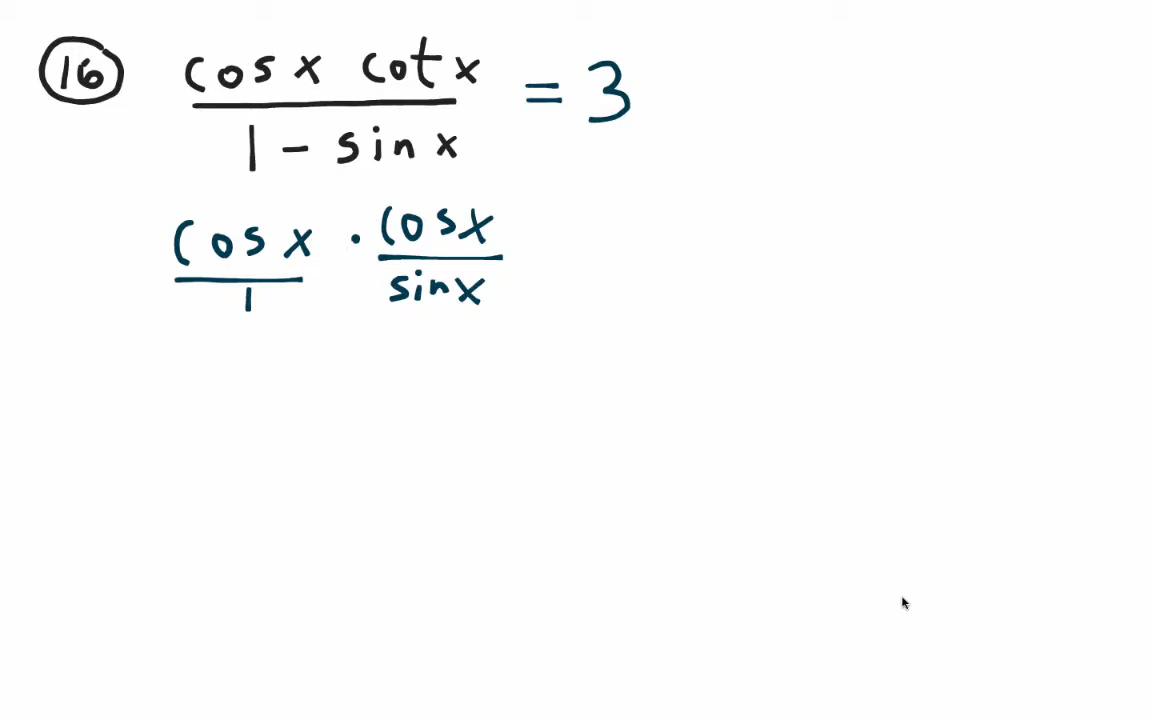 16 cos x cot x / 1 - sin x = 3
cos x / 1 · cos x / sin x